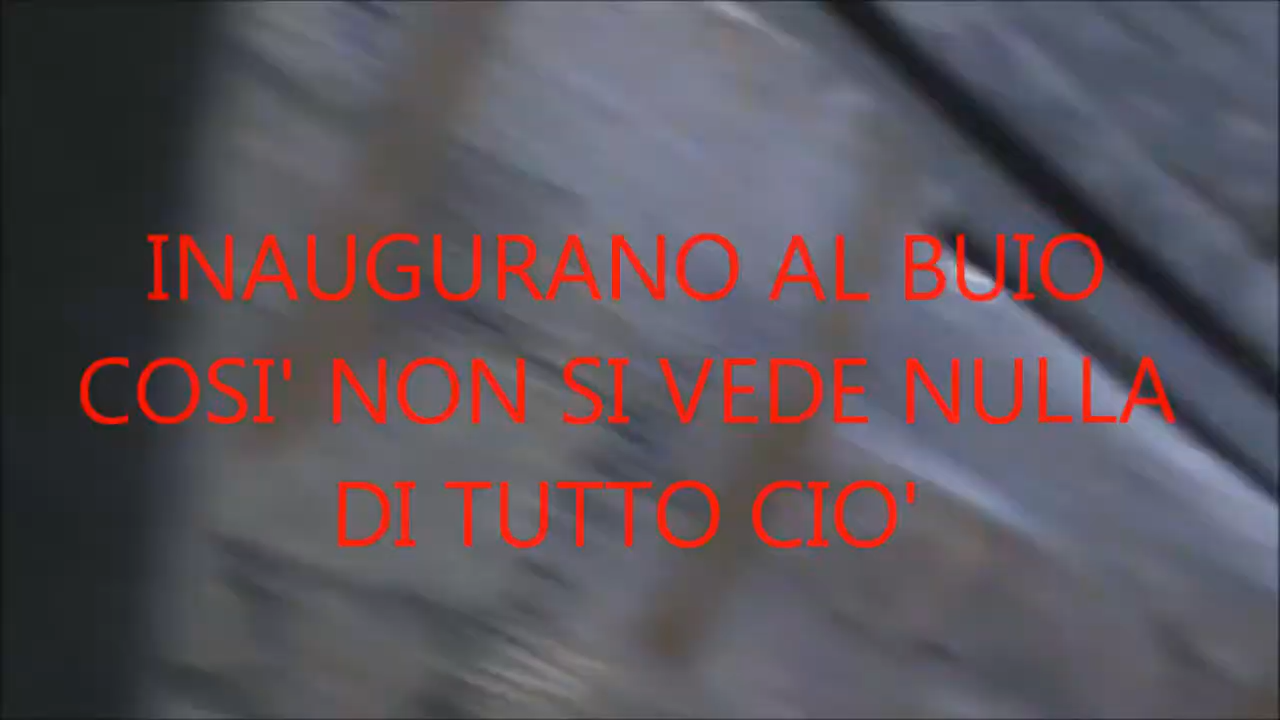 INAUGURANO AL BUIO
COSI' NON SI VEDE NULLA
DI TUTTO CIO'